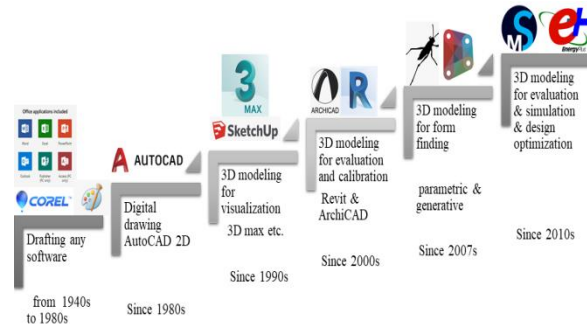 Office applications included
COREL
Drafting any
software
from 1940s
to 1980s
A AUTOCAD
Digital
drawing
AutoCAD 2D
Since 1980s
3
MAX
SketchUp
3D modeling
for
visualization
3D max etc.
Since 1990s
ARCHICAD
R
3D modeling
for evaluation
and calibration
Revit &
ArchiCAD
Since 2000s
3D modeling
for form
finding
parametric &
generative
Since 2007s
M S
EnergyPlus
3D modeling
for evaluation
& simulation
& design
optimization
Since 2010s